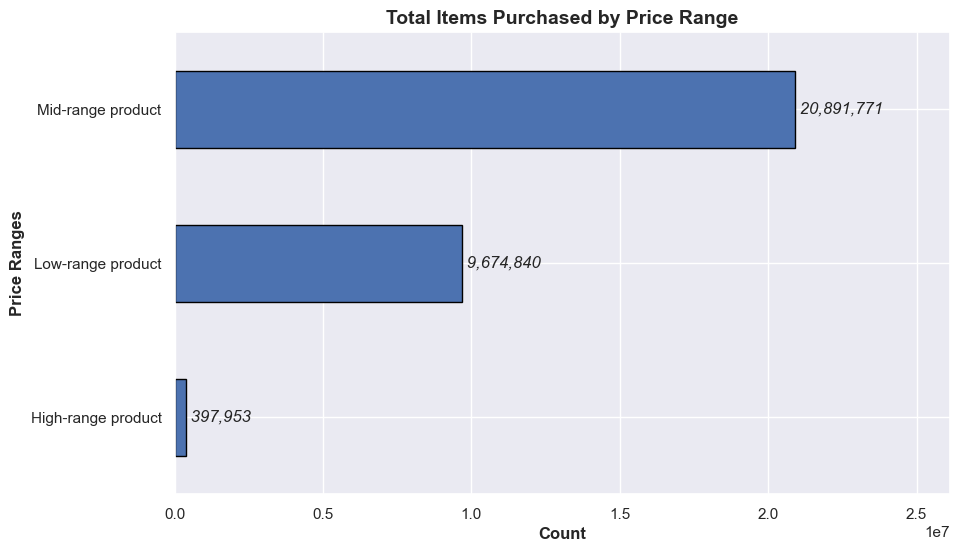 Total Items Purchased by Price Range
Price Ranges
Mid-range product
20,891,771
Low-range product
9,674,840
High-range product
397,953
0.0 0.5 1.0 1.5 2.0 2.5
1e7
Count